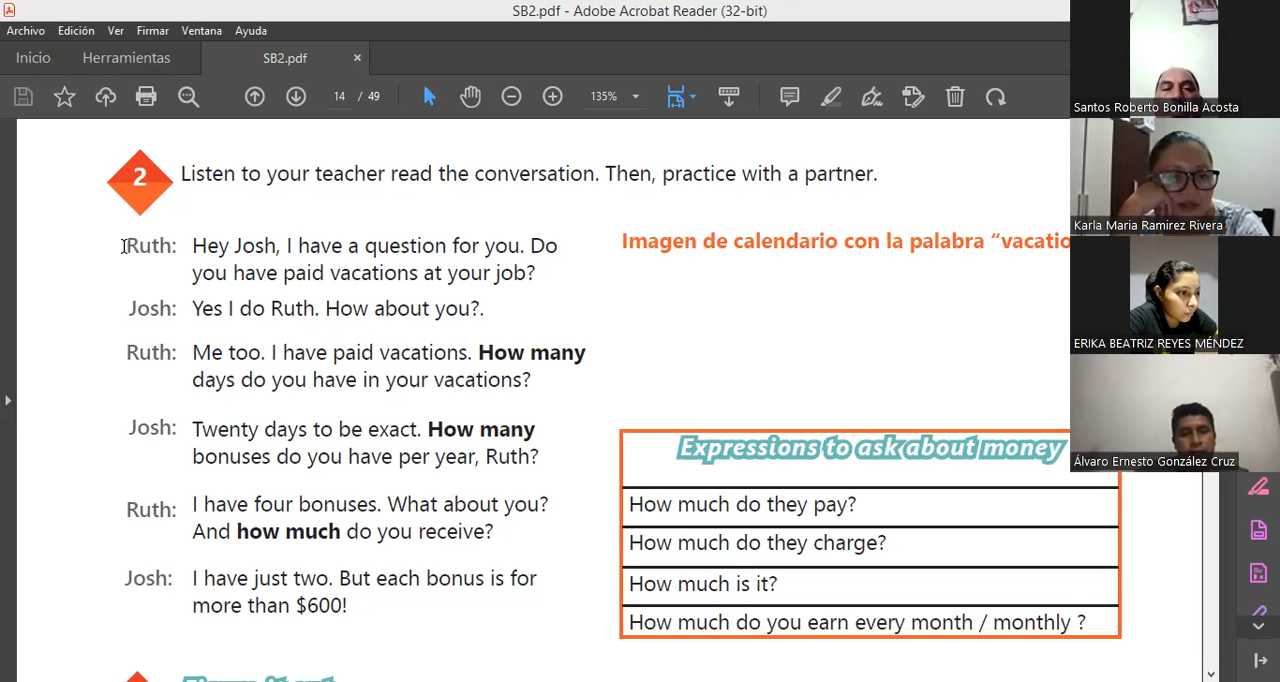 SB2.pdf - Adobe Acrobat Reader (32-bit)
Archivo Edición Ver Firmar Ventana Ayuda
Inicio Herramientas SB2.pdf ×
14 / 49 135%
2 Listen to your teacher read the conversation. Then, practice with a partner.
Ruth: Hey Josh, I have a question for you. Do
you have paid vacations at your job?
Josh: Yes I do Ruth. How about you?.
Ruth: Me too. I have paid vacations. How many
days do you have in your vacations?
Josh: Twenty days to be exact. How many
bonuses do you have per year, Ruth?
Ruth: I have four bonuses. What about you?
And how much do you receive?
Josh: I have just two. But each bonus is for
more than $600!
Imagen de calendario con la palabra “vacatio
Expressions to ask about money
How much do they pay?
How much do they charge?
How much is it?
How much do you earn every month / monthly ?
Santos Roberto Bonilla Acosta
Karla Maria Ramirez Rivera
ERIKA BEATRIZ REYES MÉNDEZ
Álvaro Ernesto González Cruz